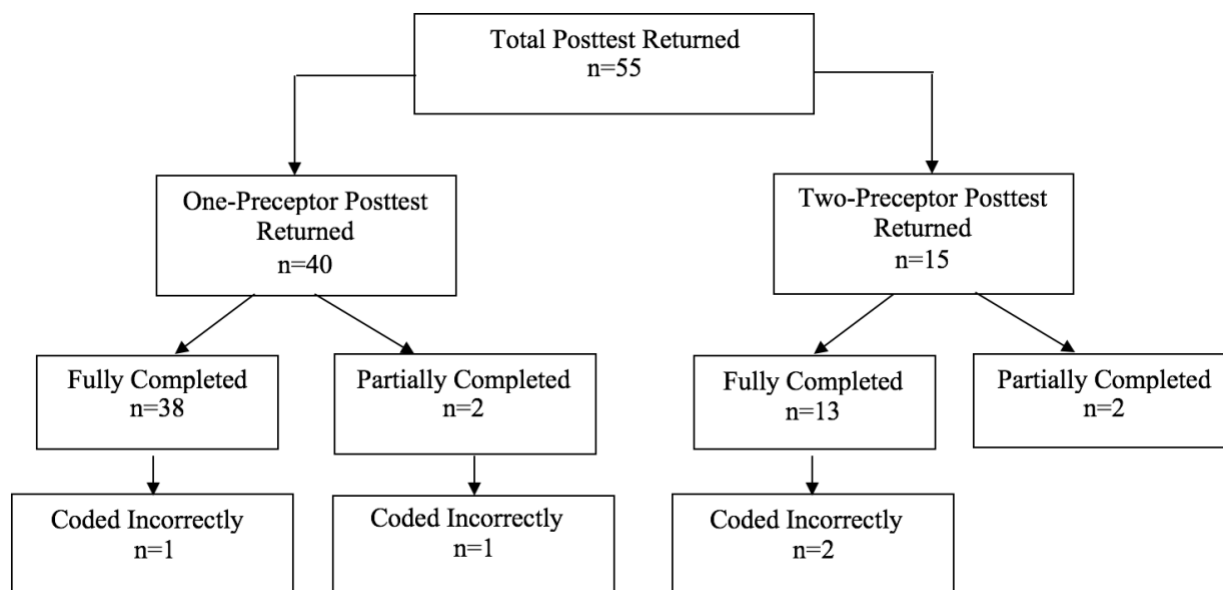 Total Posttest Returned
n=55
One-Preceptor Posttest
Returned
n=40
Two-Preceptor Posttest
Returned
n=15
Fully Completed
n=38
Partially Completed
n=2
Fully Completed
n=13
Partially Completed
n=2
Coded Incorrectly
n=1
Coded Incorrectly
n=1
Coded Incorrectly
n=2